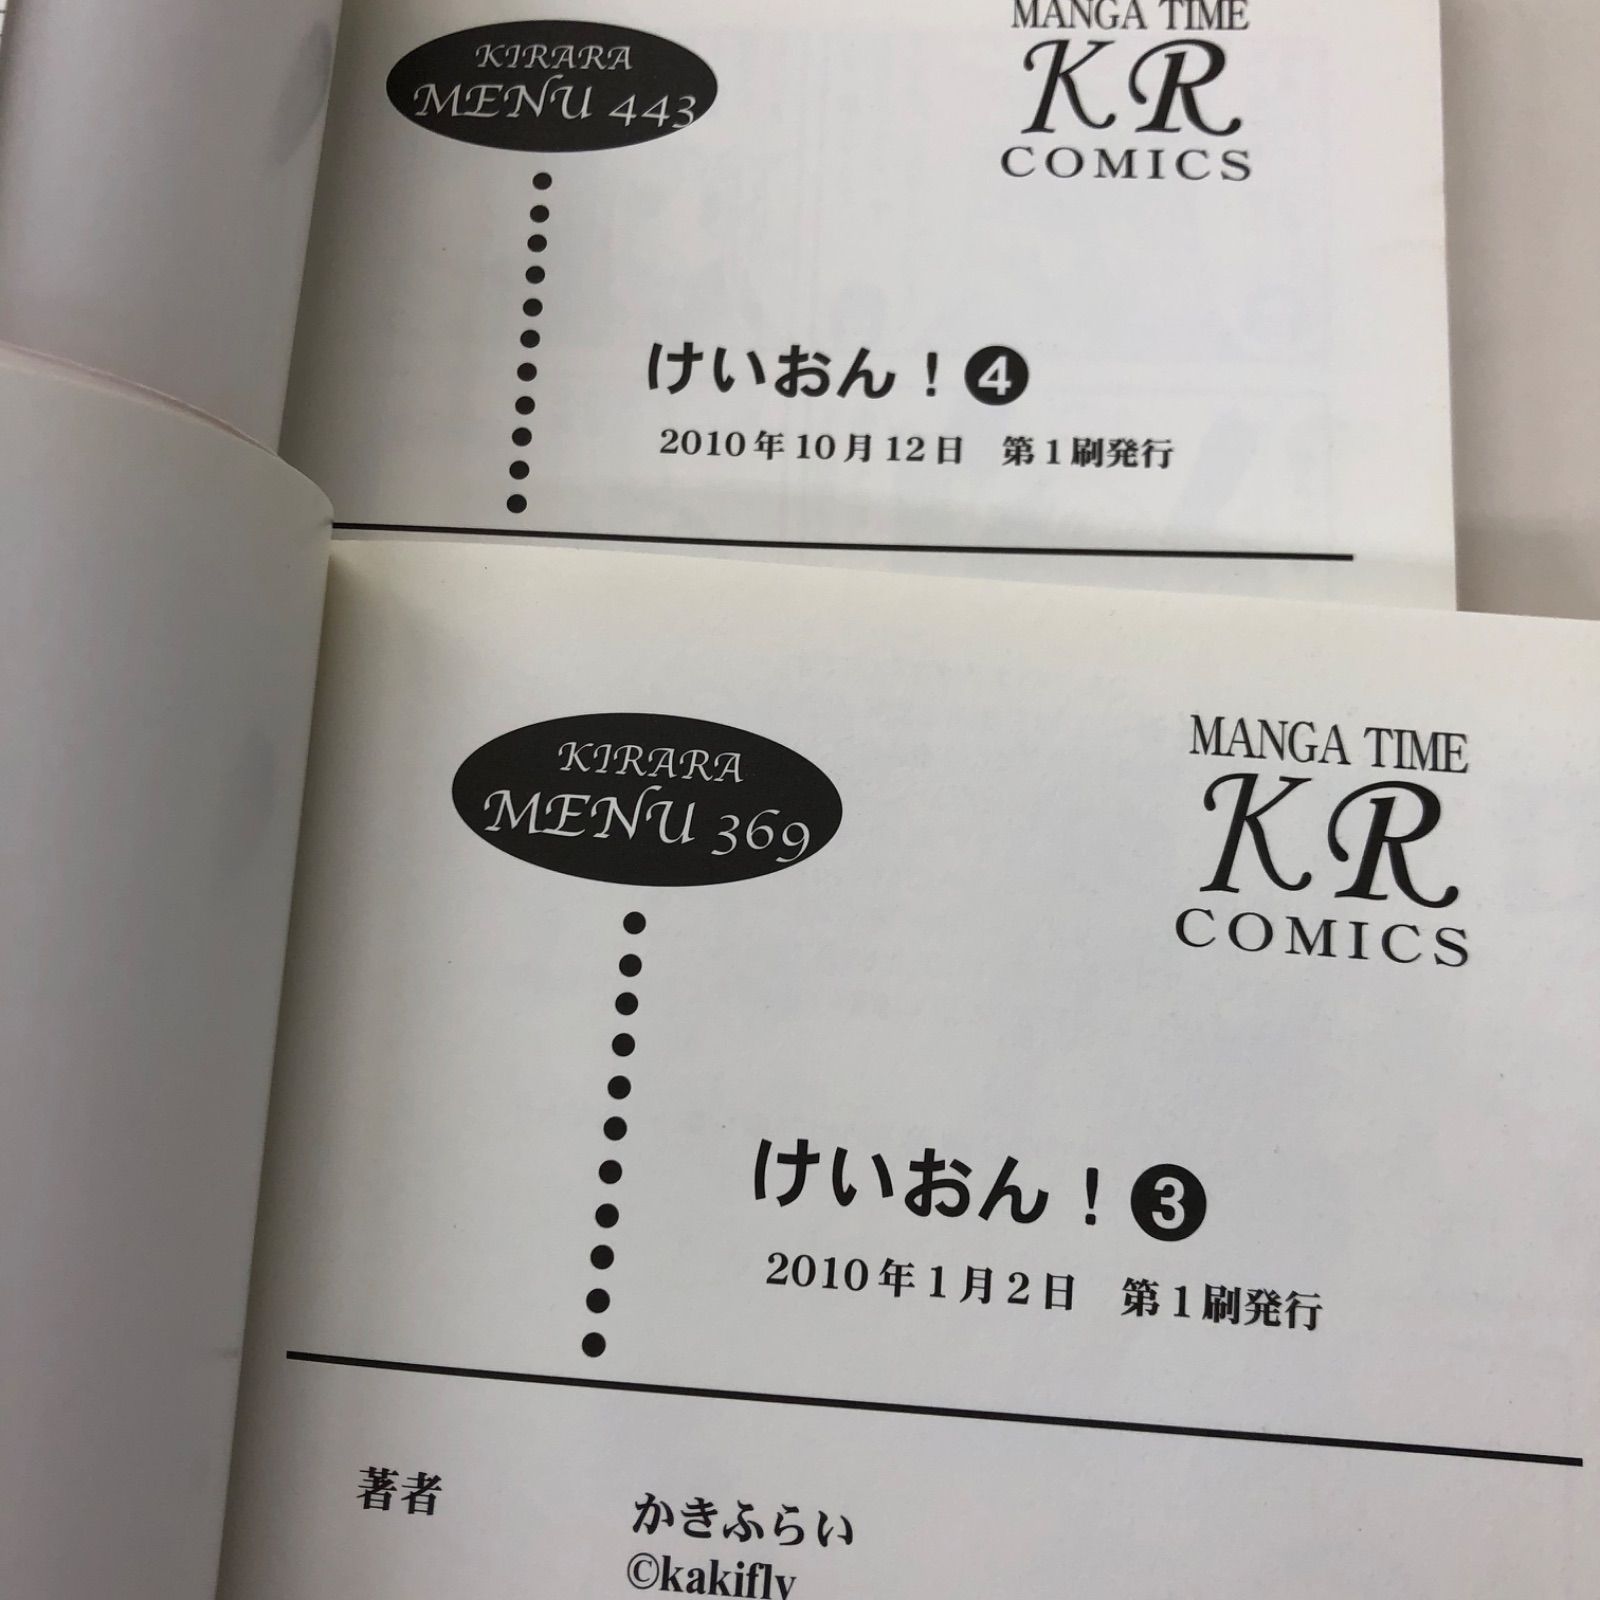 KIRARA
MENU 443
MANGA TIME
KR
COMICS
けいおん！❹
2010年10月12日　第1刷発行
KIRARA
MENU 369
MANGA TIME
KR
COMICS
けいおん！❸
2010年1月2日　第1刷発行
著者　かきふらい
©kakifly